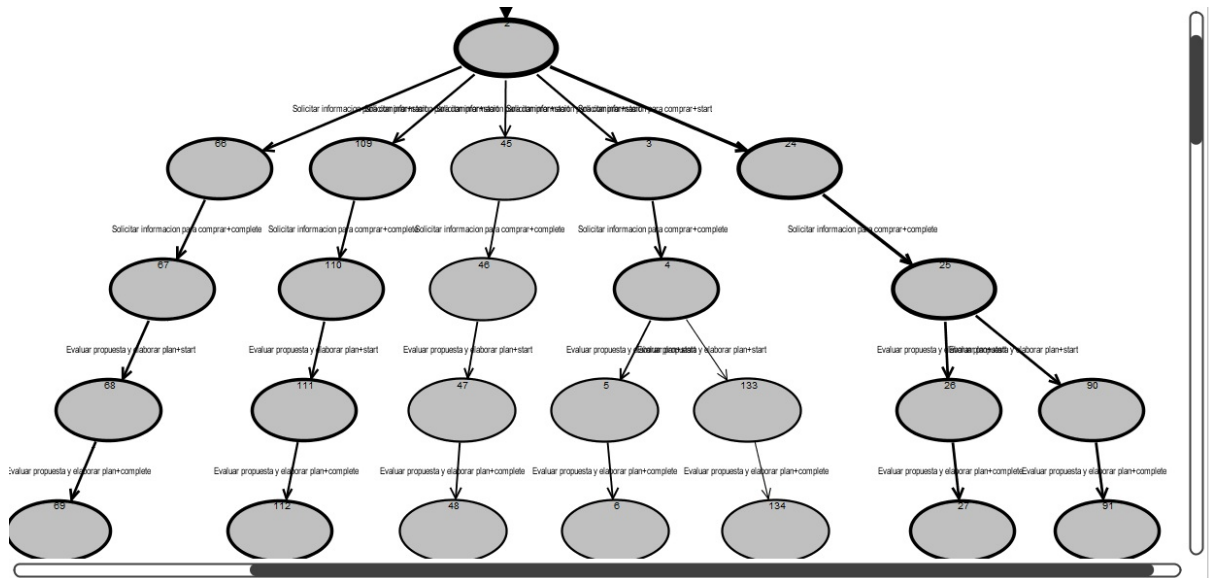 2
Solicitar informacion para comprar+start
66 109 45 3 24
Solicitar informacion para comprar+complete Solicitar informacion para comprar+complete Solicitar informacion para comprar+complete Solicitar informacion para comprar+complete Solicitar informacion para comprar+complete
67 110 46 4 25
Evaluar propuesta y elaborar plan+start Evaluar propuesta y elaborar plan+start Evaluar propuesta y elaborar plan+start Evaluar propuesta y elaborar plan+start Evaluar propuesta y elaborar plan+start
68 111 47 5 133 26 90
Evaluar propuesta y elaborar plan+complete Evaluar propuesta y elaborar plan+complete Evaluar propuesta y elaborar plan+complete Evaluar propuesta y elaborar plan+complete Evaluar propuesta y elaborar plan+complete Evaluar propuesta y elaborar plan+complete Evaluar propuesta y elaborar plan+complete
69 112 48 6 134 27 91